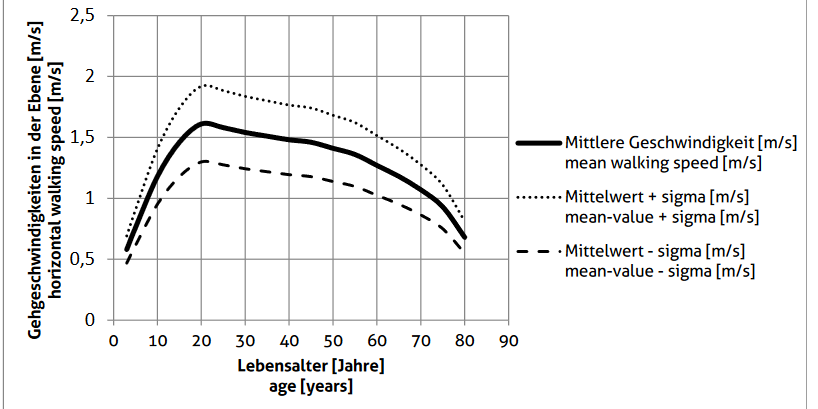 Gehgeschwindigkeiten in der Ebene [m/s]
horizontal walking speed [m/s]
2,5
2
1,5
1
0,5
0
0 10 20 30 40 50 60 70 80 90
Lebensalter [Jahre]
age [years]
Mittlere Geschwindigkeit [m/s]
mean walking speed [m/s]
Mittelwert + sigma [m/s]
mean-value + sigma [m/s]
Mittelwert - sigma [m/s]
mean-value - sigma [m/s]